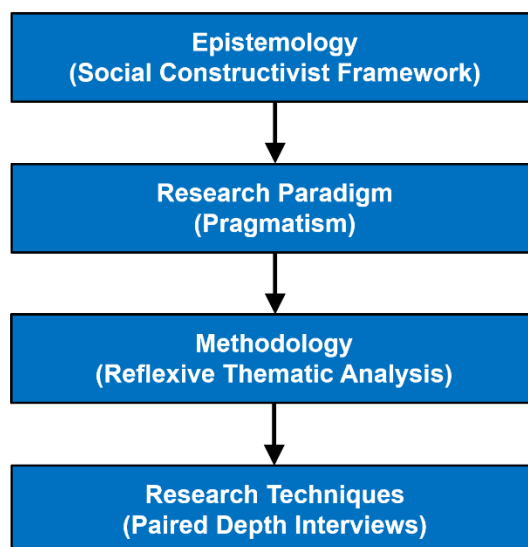 Epistemology
(Social Constructivist Framework)
Research Paradigm
(Pragmatism)
Methodology
(Reflexive Thematic Analysis)
Research Techniques
(Paired Depth Interviews)